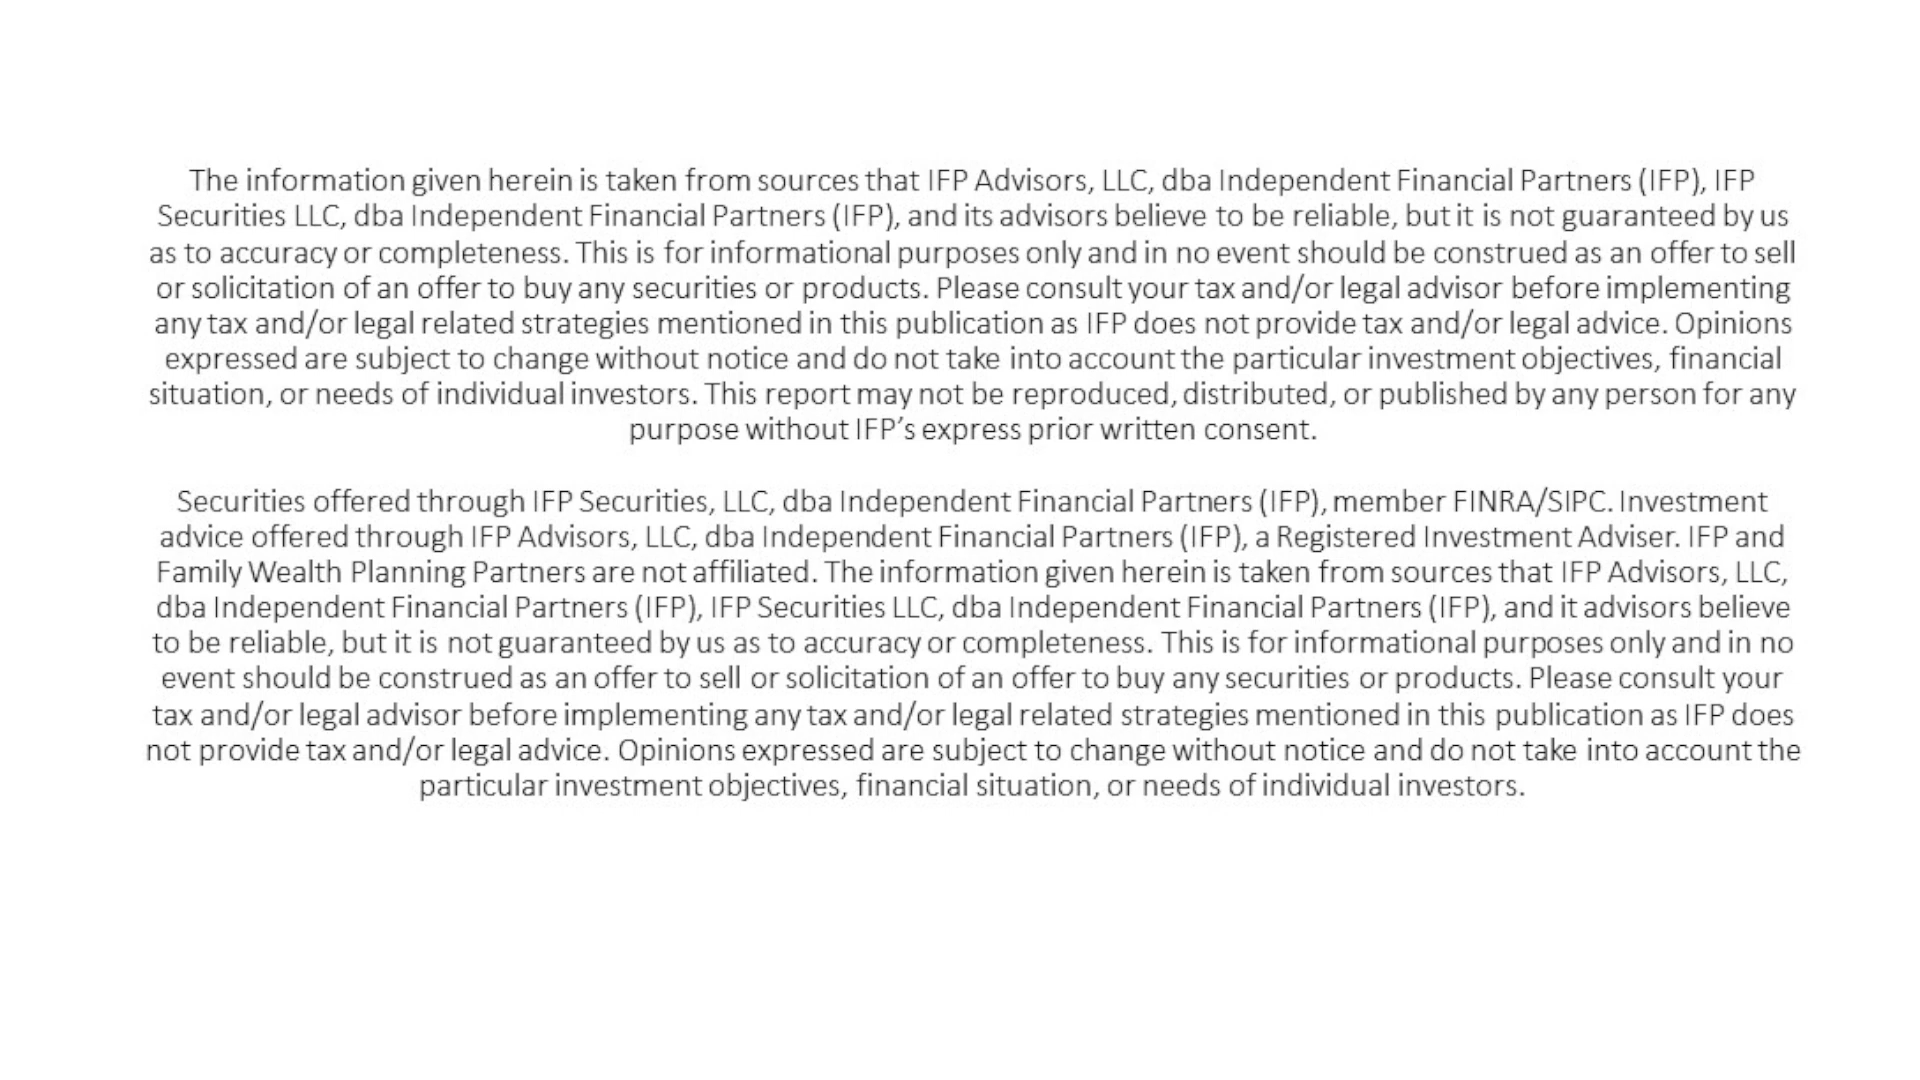 The information given herein is taken from sources that IFP Advisors, LLC, dba Independent Financial Partners (IFP), IFP
Securities LLC, dba Independent Financial Partners (IFP), and its advisors believe to be reliable, but it is not guaranteed by us
as to accuracy or completeness. This is for informational purposes only and in no event should be construed as an offer to sell
or solicitation of an offer to buy any securities or products. Please consult your tax and/or legal advisor before implementing
any tax and/or legal related strategies mentioned in this publication as IFP does not provide tax and/or legal advice. Opinions
expressed are subject to change without notice and do not take into account the particular investment objectives, financial
situation, or needs of individual investors. This report may not be reproduced, distributed, or published by any person for any
purpose without IFP’s express prior written consent.
Securities offered through IFP Securities, LLC, dba Independent Financial Partners (IFP), member FINRA/SIPC. Investment
advice offered through IFP Advisors, LLC, dba Independent Financial Partners (IFP), a Registered Investment Adviser. IFP and
Family Wealth Planning Partners are not affiliated. The information given herein is taken from sources that IFP Advisors, LLC,
dba Independent Financial Partners (IFP), IFP Securities LLC, dba Independent Financial Partners (IFP), and it advisors believe
to be reliable, but it is not guaranteed by us as to accuracy or completeness. This is for informational purposes only and in no
event should be construed as an offer to sell or solicitation of an offer to buy any securities or products. Please consult your
tax and/or legal advisor before implementing any tax and/or legal related strategies mentioned in this publication as IFP does
not provide tax and/or legal advice. Opinions expressed are subject to change without notice and do not take into account the
particular investment objectives, financial situation, or needs of individual investors.